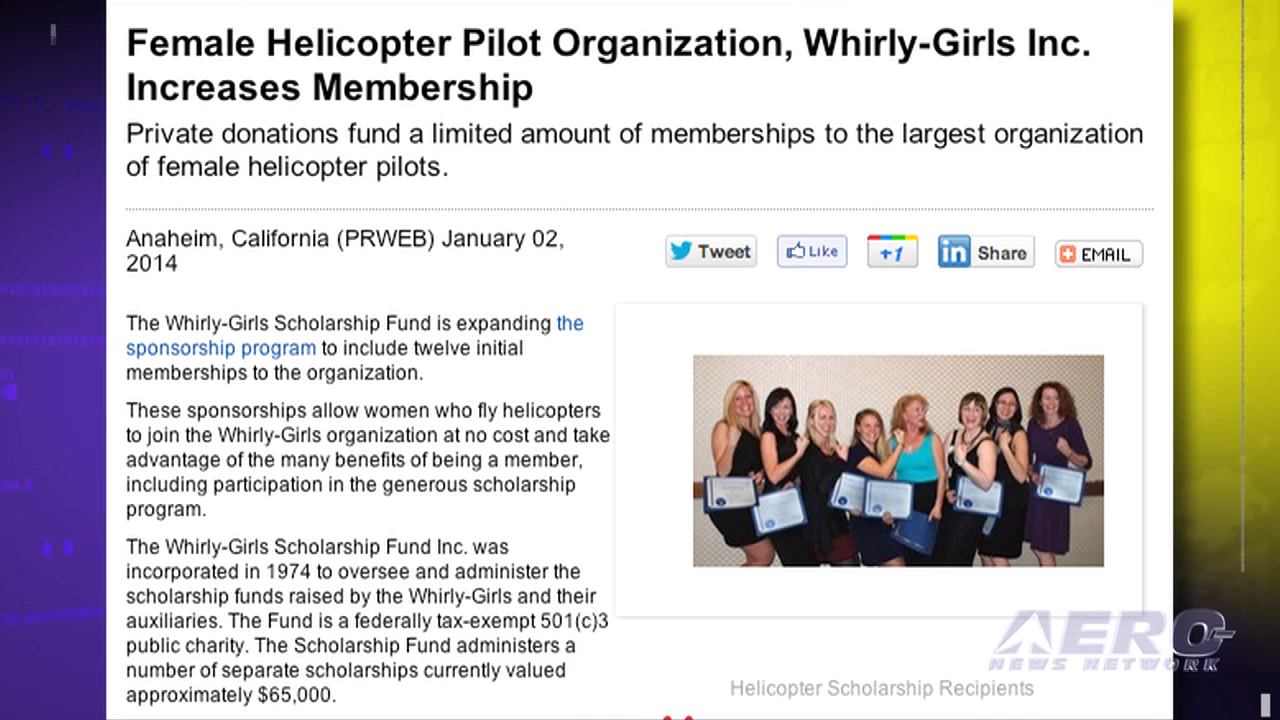 Female Helicopter Pilot Organization, Whirly-Girls Inc.
Increases Membership
Private donations fund a limited amount of memberships to the largest organization
of female helicopter pilots.
Anaheim, California (PRWEB) January 02,
2014
Tweet
Like
+1
in Share
EMAIL
The Whirly-Girls Scholarship Fund is expanding the
sponsorship program to include twelve initial
memberships to the organization.
These sponsorships allow women who fly helicopters
to join the Whirly-Girls organization at no cost and take
advantage of the many benefits of being a member,
including participation in the generous scholarship
program.
The Whirly-Girls Scholarship Fund Inc. was
incorporated in 1974 to oversee and administer the
scholarship funds raised by the Whirly-Girls and their
auxiliaries. The Fund is a federally tax-exempt 501(c)3
public charity. The Scholarship Fund administers a
number of separate scholarships currently valued
approximately $65,000.
Helicopter Scholarship Recipients
AERO
NEWS NETWORK